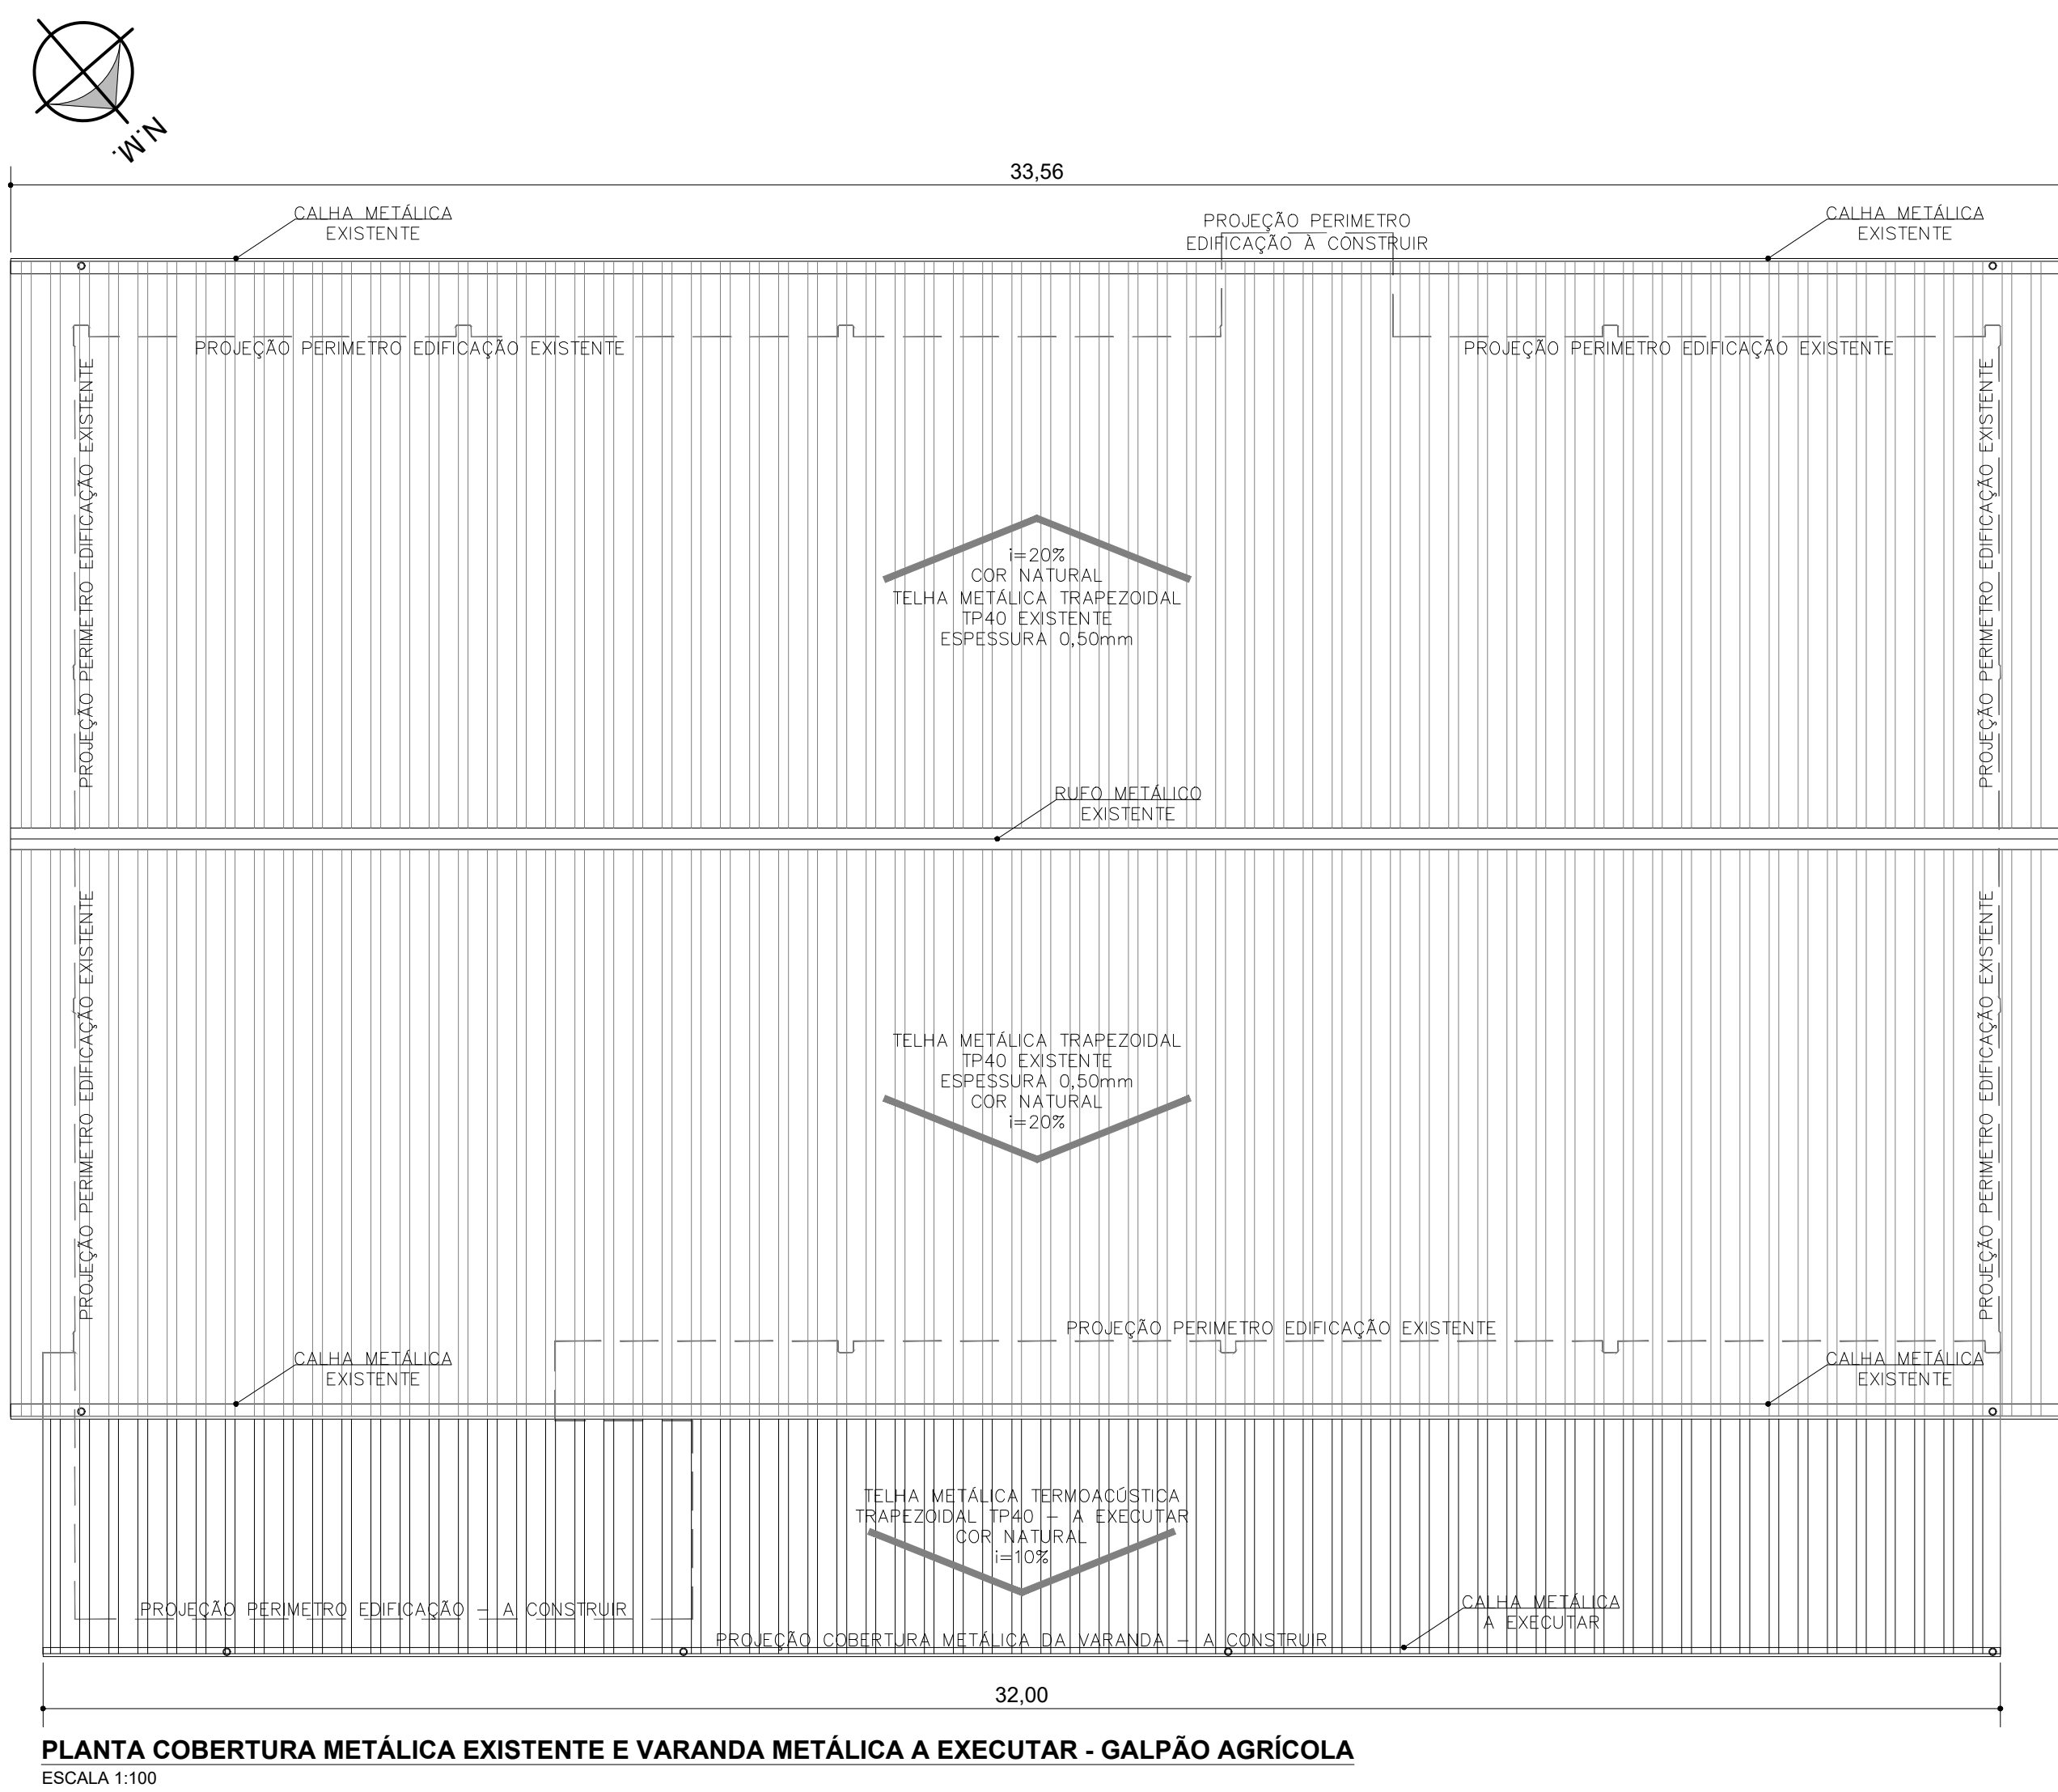 N.M.
33,56
CALHA METÁLICA
EXISTENTE
PROJEÇÃO PERIMETRO
EDIFICAÇÃO À CONSTRUIR
CALHA METÁLICA
EXISTENTE
PROJEÇÃO PERIMETRO EDIFICAÇÃO EXISTENTE
PROJEÇÃO PERIMETRO EDIFICAÇÃO EXISTENTE
PROJEÇÃO PERIMETRO EDIFICAÇÃO EXISTENTE
PROJEÇÃO PERIMETRO EDIFICAÇÃO EXISTENTE
i=20%
COR NATURAL
TELHA METÁLICA TRAPEZOIDAL
TP40 EXISTENTE
ESPESSURA 0,50mm
RUFO METÁLICO
EXISTENTE
PROJEÇÃO PERIMETRO EDIFICAÇÃO EXISTENTE
PROJEÇÃO PERIMETRO EDIFICAÇÃO EXISTENTE
TELHA METÁLICA TRAPEZOIDAL
TP40 EXISTENTE
ESPESSURA 0,50mm
COR NATURAL
i=20%
PROJEÇÃO PERIMETRO EDIFICAÇÃO EXISTENTE
CALHA METÁLICA
EXISTENTE
CALHA METÁLICA
EXISTENTE
TELHA METÁLICA TERMOACÚSTICA
TRAPEZOIDAL TP40 - A EXECUTAR
COR NATURAL
i=10%
PROJEÇÃO PERIMETRO EDIFICAÇÃO - A CONSTRUIR
CALHA METÁLICA
A EXECUTAR
PROJEÇÃO COBERTURA METÁLICA DA VARANDA - A CONSTRUIR
32,00
PLANTA COBERTURA METÁLICA EXISTENTE E VARANDA METÁLICA A EXECUTAR - GALPÃO AGRÍCOLA
ESCALA 1:100